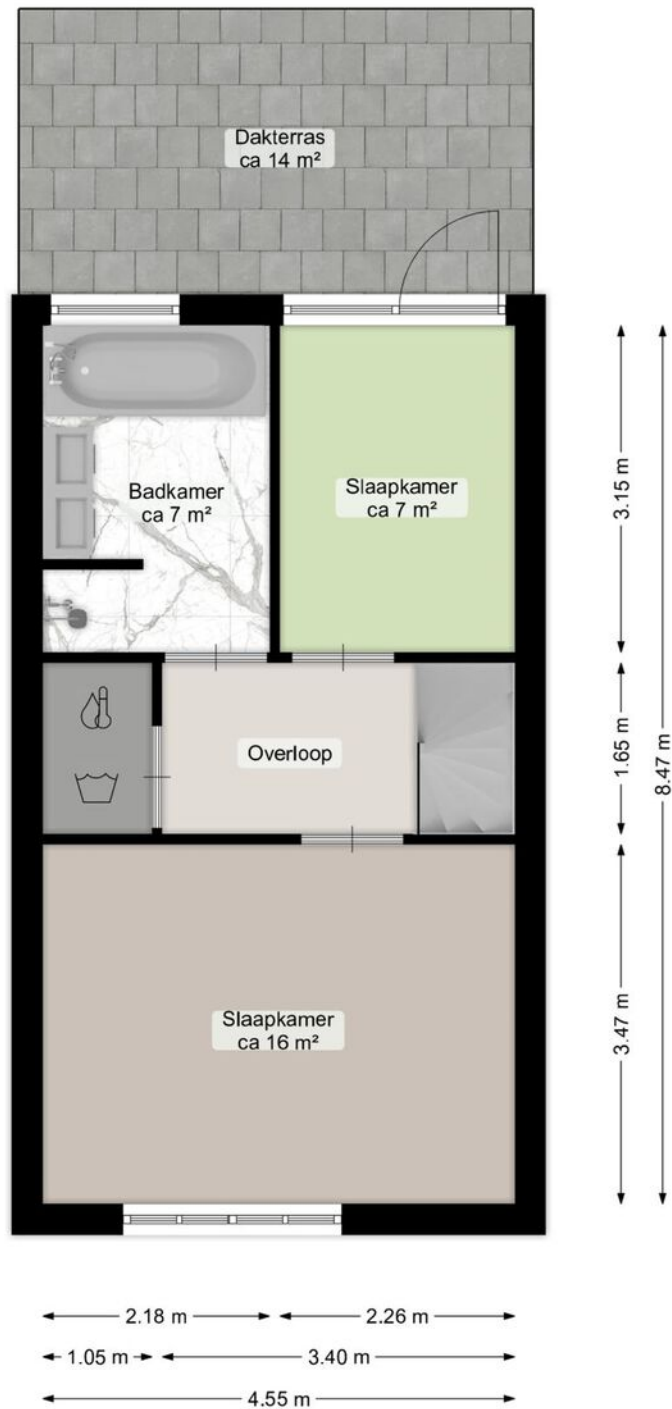 Dakterras
ca 14 m²
Badkamer
ca 7 m²
Slaapkamer
ca 7 m²
3.15 m
Overloop
1.65 m
8.47 m
Slaapkamer
ca 16 m²
3.47 m
2.18 m
2.26 m
1.05 m
3.40 m
4.55 m